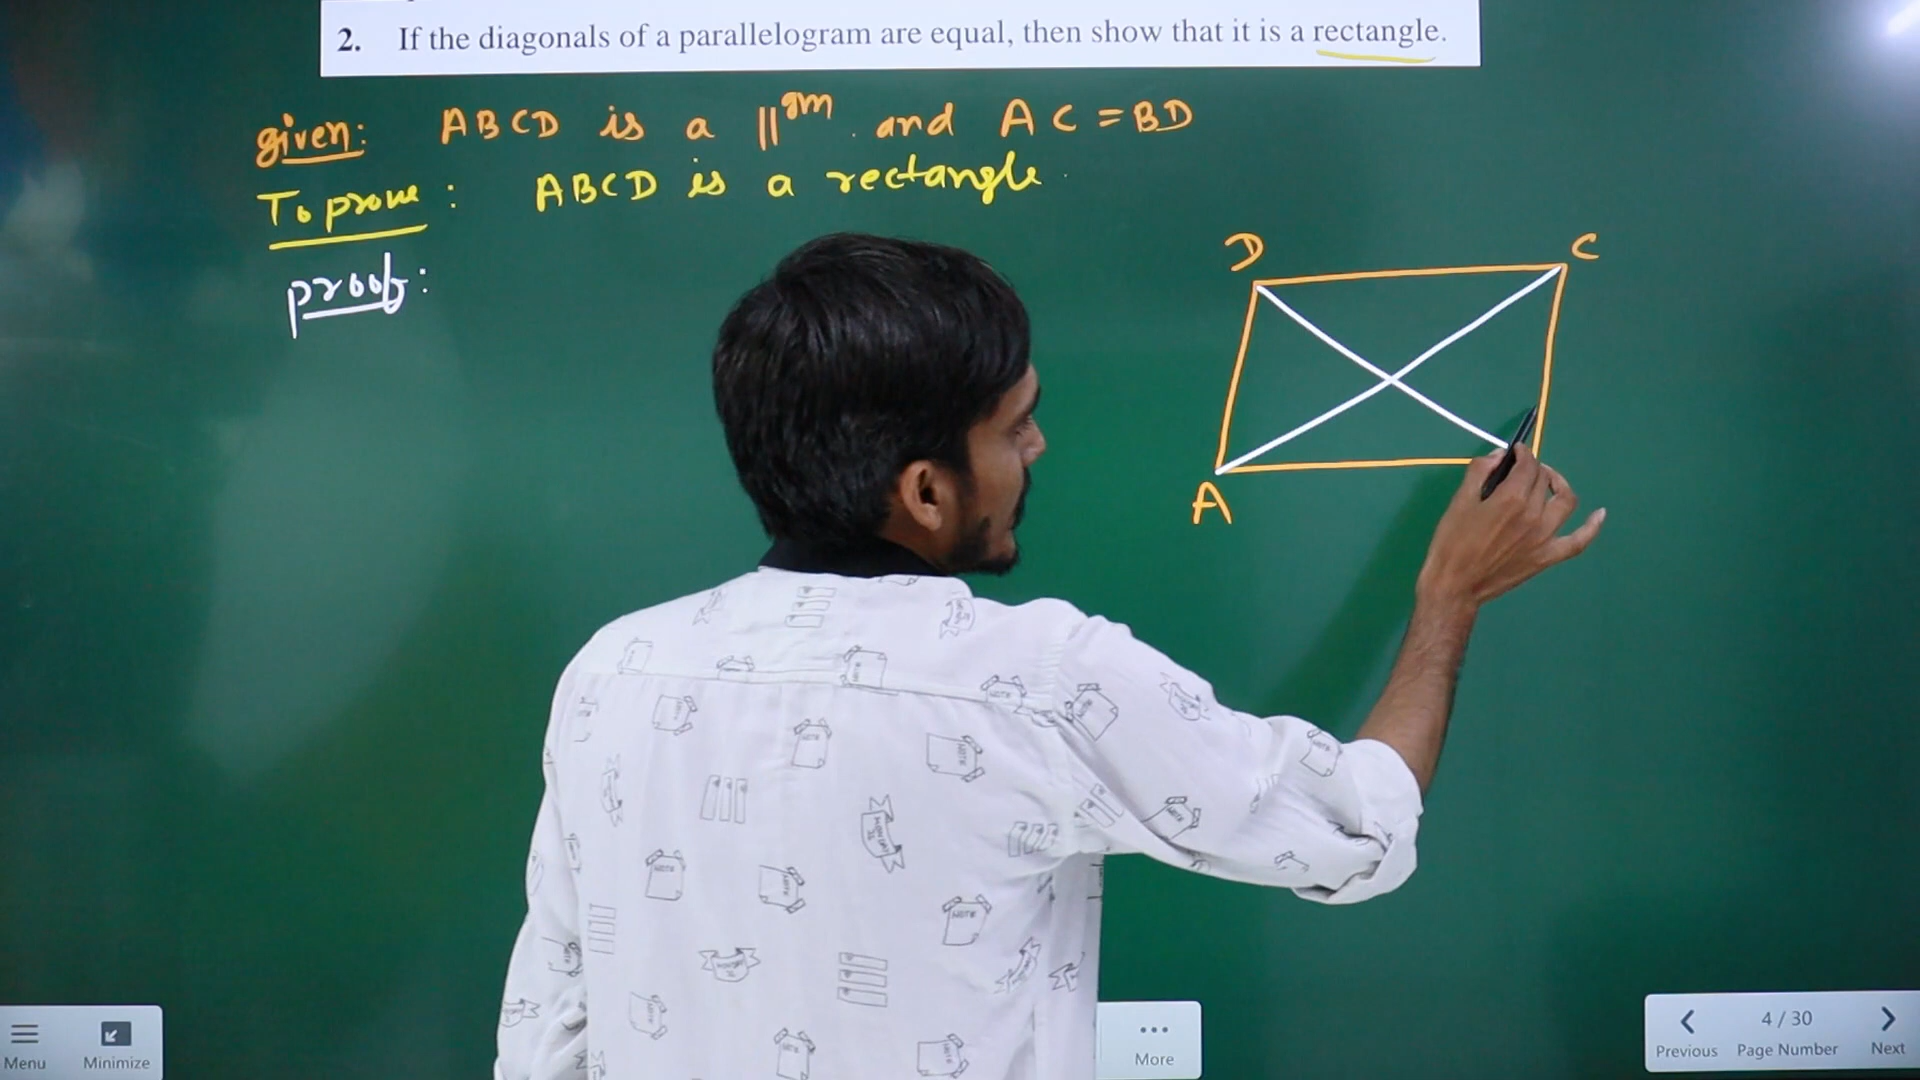 2. If the diagonals of a parallelogram are equal, then show that it is a rectangle.
given: ABCD is a ||gm and AC = BD
To prove: ABCD is a rectangle.
proof:
D
C
A
Menu
Minimize
More
4 / 30
Previous
Page Number
Next